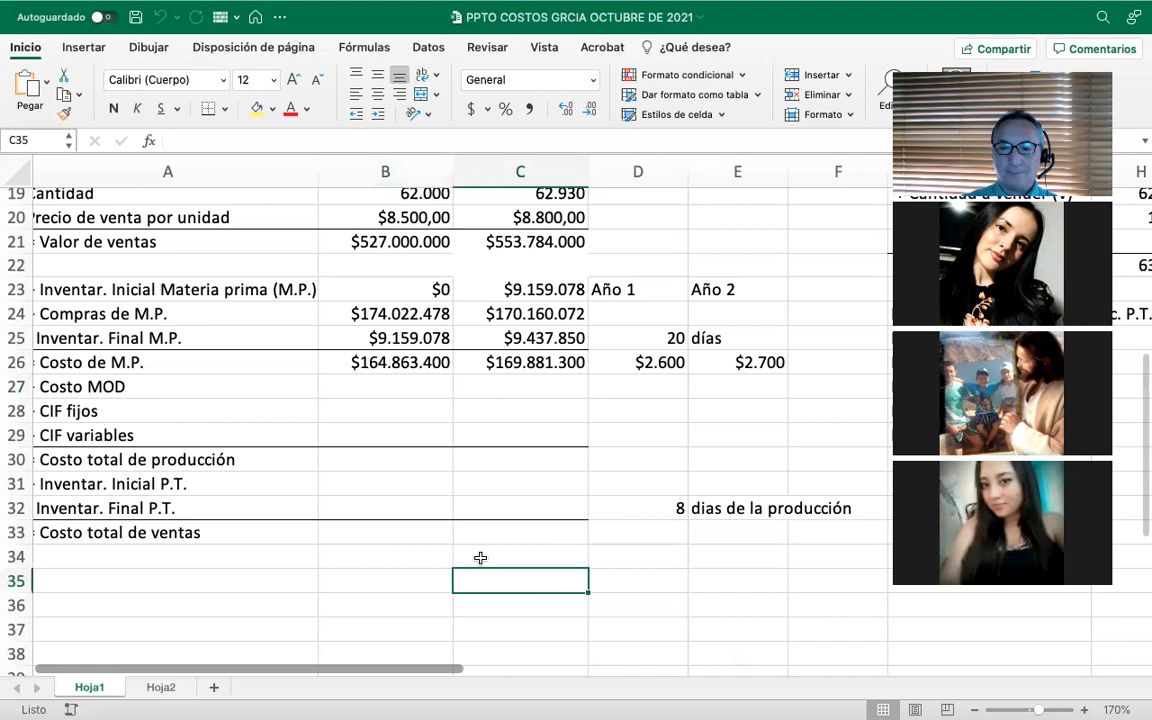 Autoguardado 0 PPTO COSTOS GRCIA OCTUBRE DE 2021
Inicio Insertar Dibujar Disposición de página Fórmulas Datos Revisar Vista Acrobat ¿Qué desea? Compartir Comentarios
Pegar Calibri (Cuerpo) 12 General Formato condicional Insertar
N K S Dar formato como tabla Eliminar
Estilos de celda Formato
C35 fx
A B C D E F H
19 Cantidad 62.000 62.930
20 Precio de venta por unidad $8.500,00 $8.800,00
21 = Valor de ventas $527.000.000 $553.784.000
22 63
23 Inventar. Inicial Materia prima (M.P.) $0 $9.159.078 Año 1 Año 2
24 Compras de M.P. $174.022.478 $170.160.072 c. P.T.
25 Inventar. Final M.P. $9.159.078 $9.437.850 20 días
26 Costo de M.P. $164.863.400 $169.881.300 $2.600 $2.700
27 Costo MOD
28 CIF fijos
29 CIF variables
30 Costo total de producción
31 Inventar. Inicial P.T.
32 Inventar. Final P.T. 8 dias de la producción
33 Costo total de ventas
34
35
36
37
38
Hoja1 Hoja2
Listo 170%